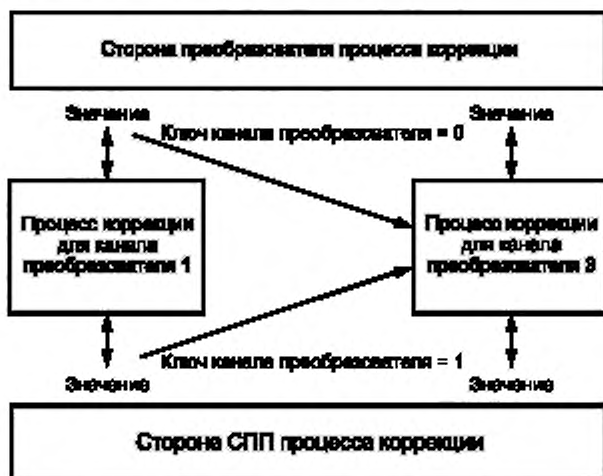 Сторона преобразователя процесса коррекции
Значение
Значение
Ключ канала преобразователя = 0
Процесс коррекции
для канала
преобразователя 1
Процесс коррекции
для канала
преобразователя 3
Ключ канала преобразователя = 1
Значение
Значение
Сторона СПП процесса коррекции